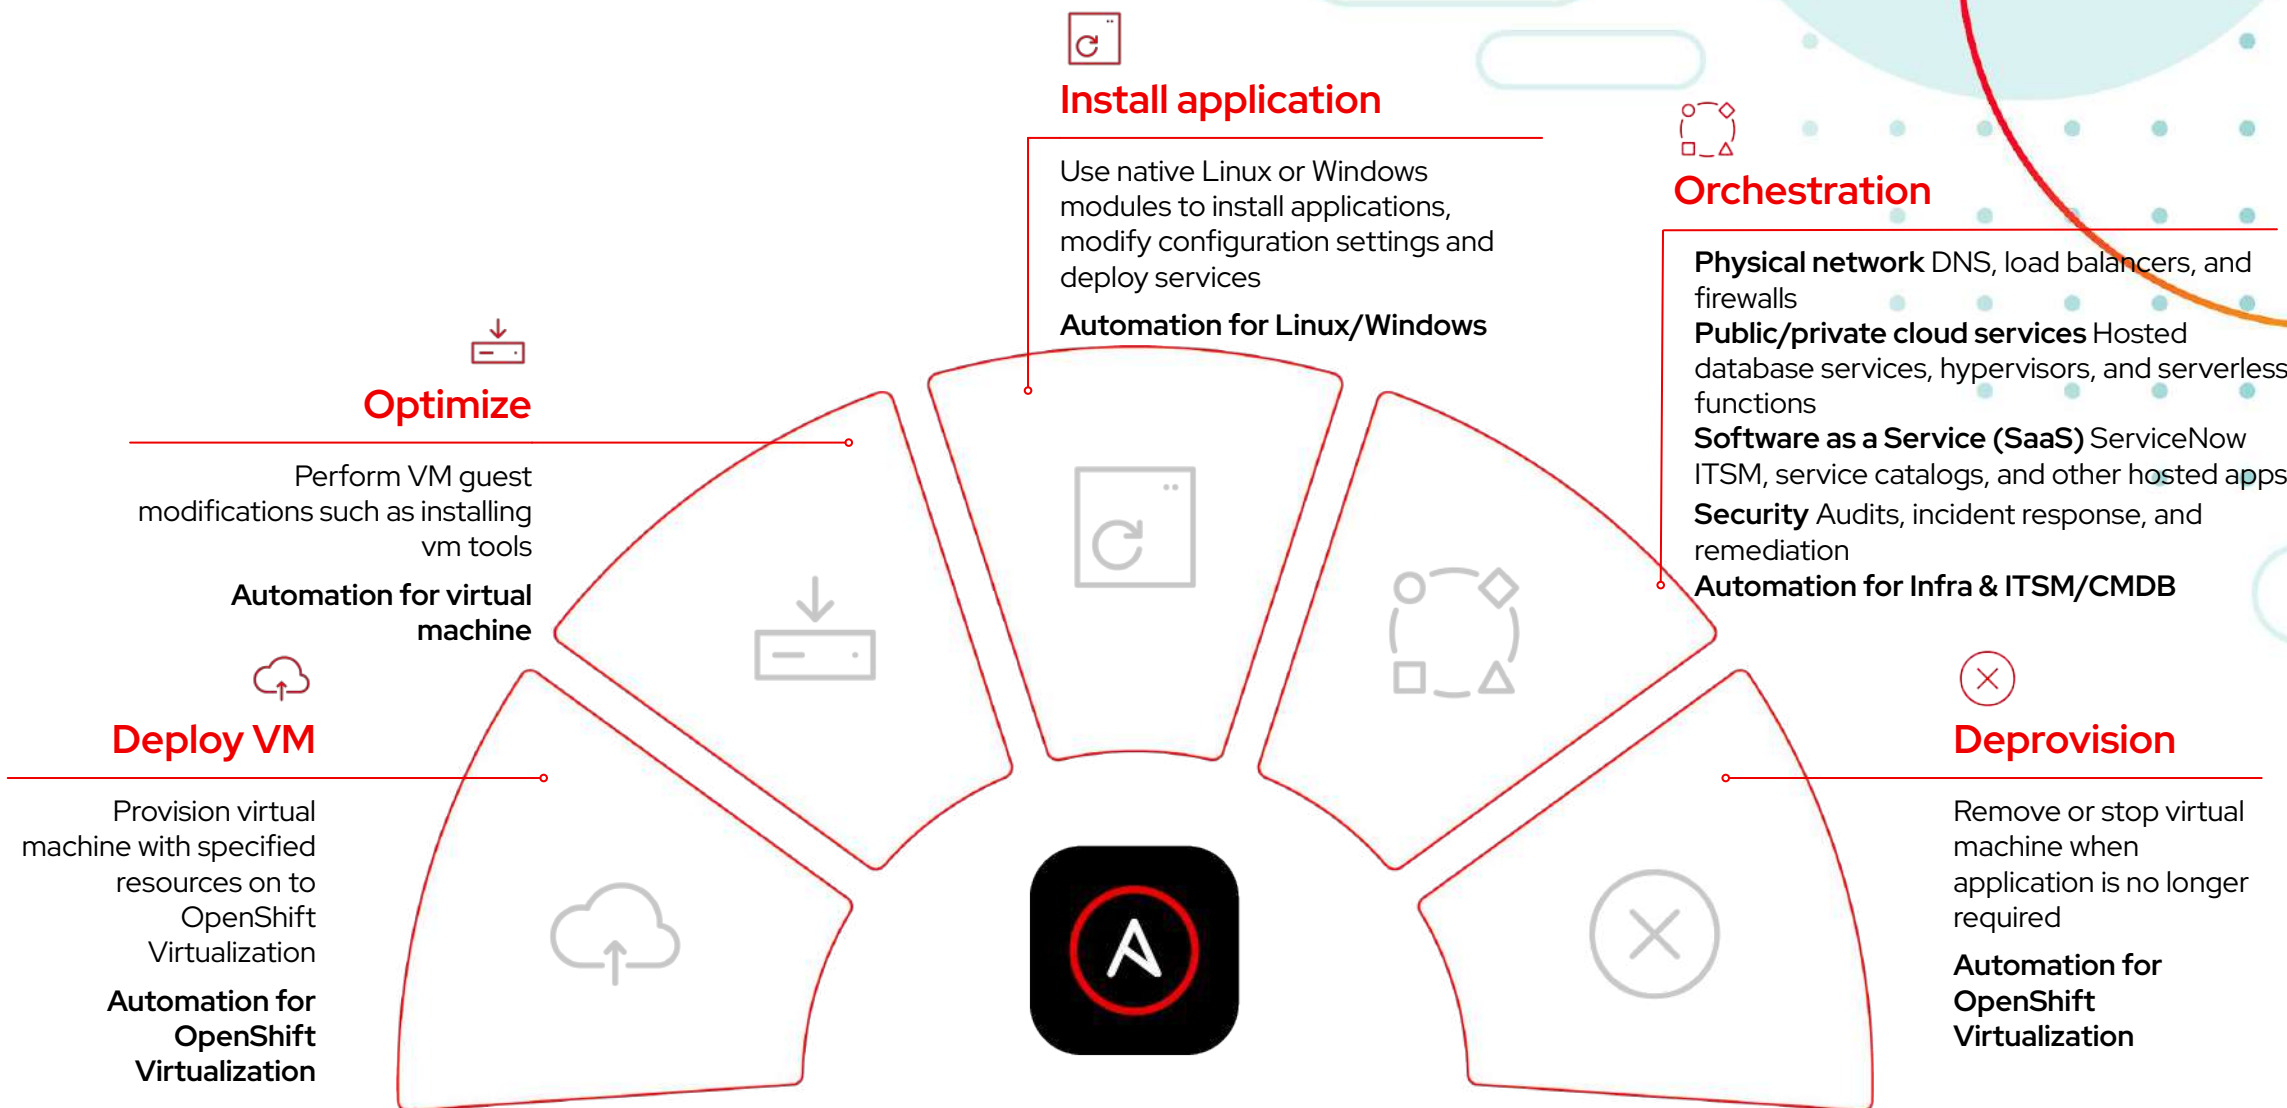 Install application
Use native Linux or Windows
modules to install applications,
modify configuration settings and
deploy services
Automation for Linux/Windows
Orchestration
Physical network DNS, load balancers, and
firewalls
Public/private cloud services Hosted
database services, hypervisors, and serverless
functions
Software as a Service (SaaS) ServiceNow
ITSM, service catalogs, and other hosted apps
Security Audits, incident response, and
remediation
Automation for Infra & ITSM/CMDB
Optimize
Perform VM guest
modifications such as installing
vm tools
Automation for virtual
machine
Deploy VM
Provision virtual
machine with specified
resources on to
OpenShift
Virtualization
Automation for
OpenShift
Virtualization
Deprovision
Remove or stop virtual
machine when
application is no longer
required
Automation for
OpenShift
Virtualization